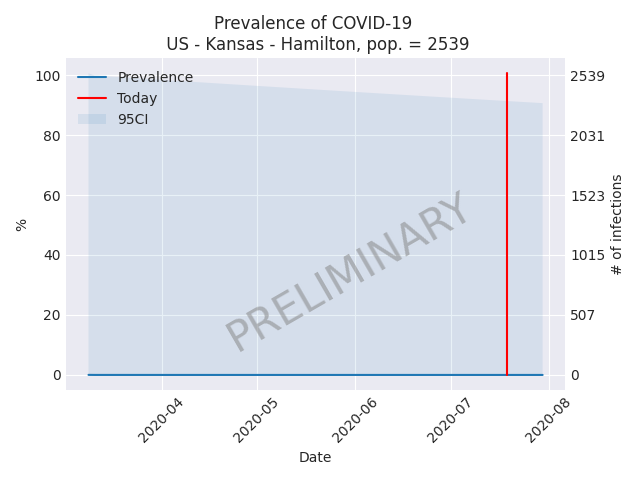 Prevalence of COVID-19
US - Kansas - Hamilton, pop. = 2539
Prevalence
Today
95CI
100
80
60
40
20
0
%
2539
2031
1523
1015
507
0
# of infections
PRELIMINARY
2020-04
2020-05
2020-06
2020-07
2020-08
Date